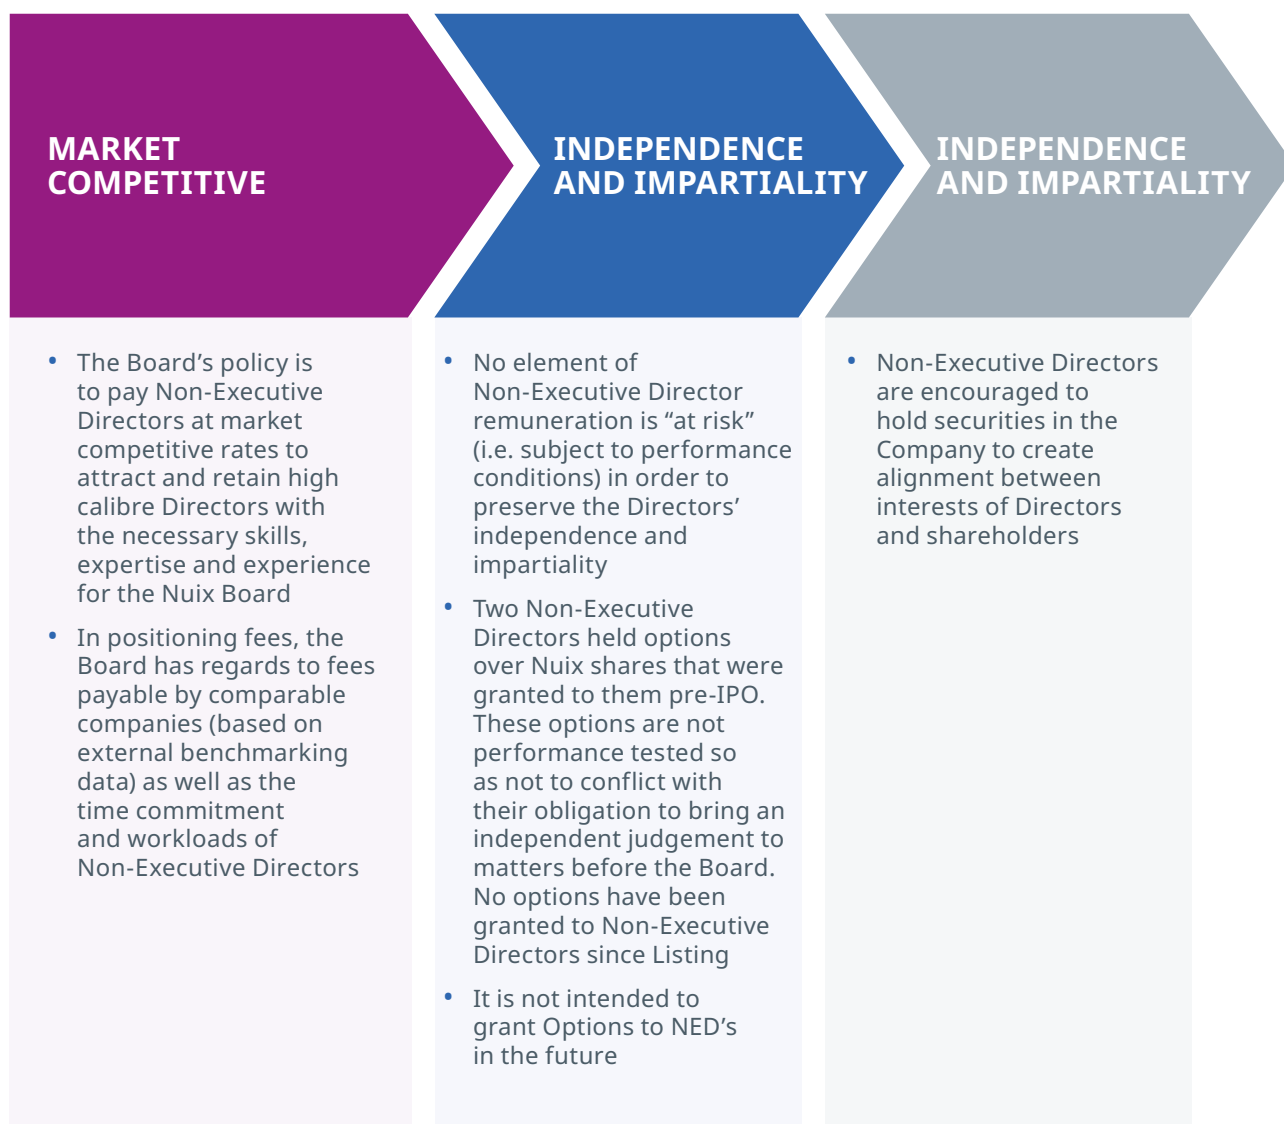 MARKET
COMPETITIVE
INDEPENDENCE
AND IMPARTIALITY
INDEPENDENCE
AND IMPARTIALITY
• The Board’s policy is
to pay Non-Executive
Directors at market
competitive rates to
attract and retain high
calibre Directors with
the necessary skills,
expertise and experience
for the Nuix Board
• In positioning fees, the
Board has regards to fees
payable by comparable
companies (based on
external benchmarking
data) as well as the
time commitment
and workloads of
Non-Executive Directors
• No element of
Non-Executive Director
remuneration is “at risk”
(i.e. subject to performance
conditions) in order to
preserve the Directors’
independence and
impartiality
• Two Non-Executive
Directors held options
over Nuix shares that were
granted to them pre-IPO.
These options are not
performance tested so
as not to conflict with
their obligation to bring an
independent judgement to
matters before the Board.
No options have been
granted to Non-Executive
Directors since Listing
• It is not intended to
grant Options to NED’s
in the future
• Non-Executive Directors
are encouraged to
hold securities in the
Company to create
alignment between
interests of Directors
and shareholders